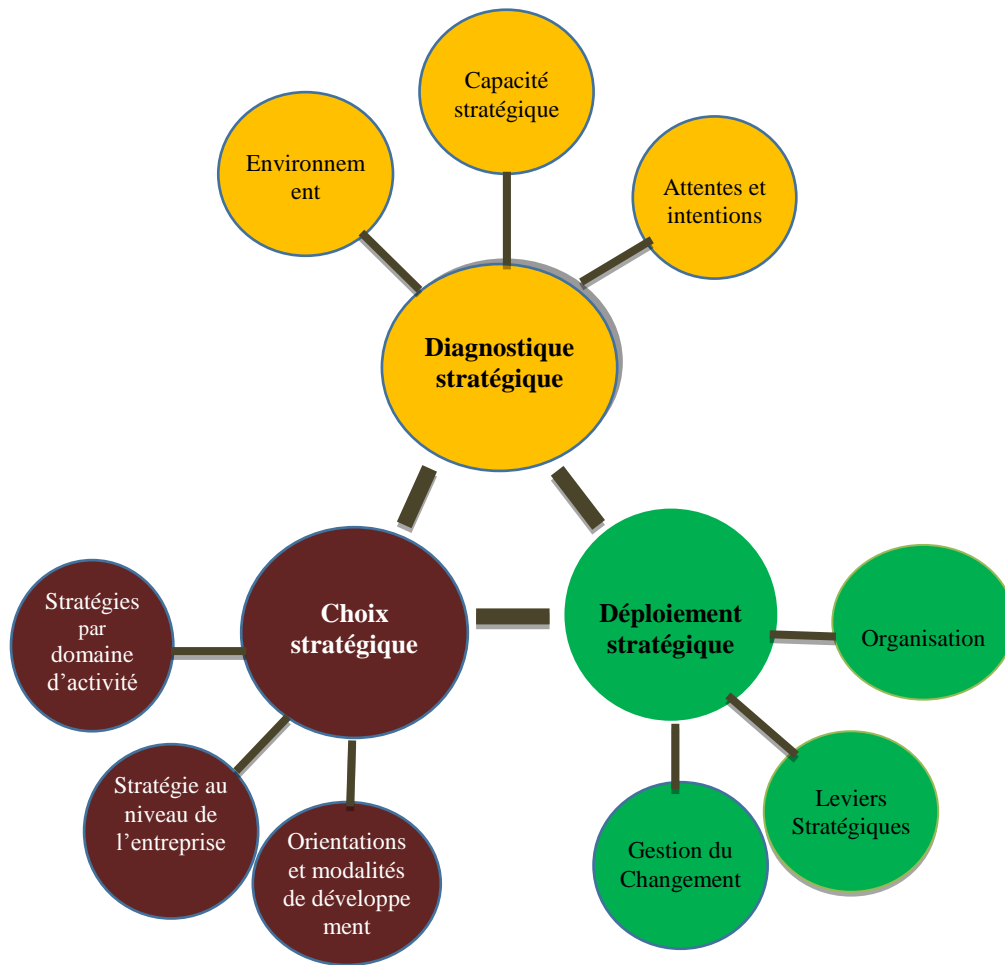 Capacité
stratégique
Environnem
ent
Attentes et
intentions
Diagnostique
stratégique
Choix
stratégique
Déploiement
stratégique
Stratégies
par
domaine
d’activité
Organisation
Stratégie au
niveau de
l’entreprise
Orientations
et modalités
de développe
ment
Leviers
Stratégiques
Gestion du
Changement